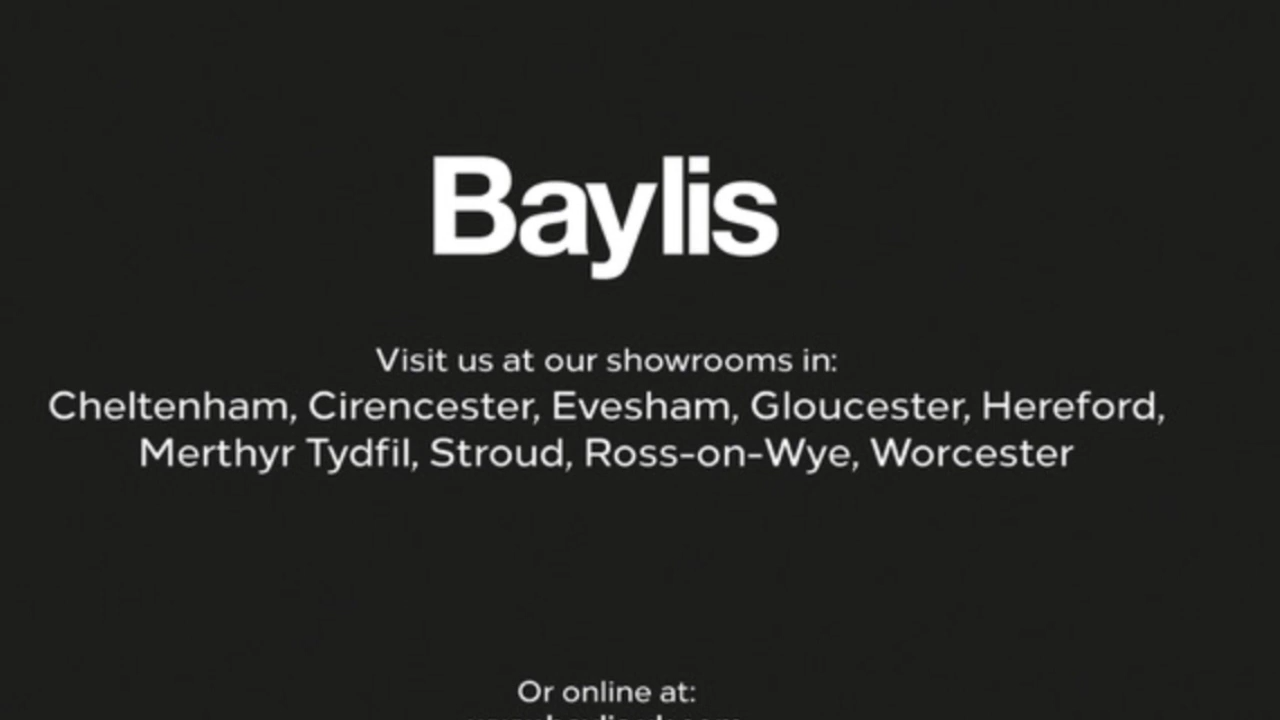 Baylis
Visit us at our showrooms in:
Cheltenham, Cirencester, Evesham, Gloucester, Hereford,
Merthyr Tydfil, Stroud, Ross-on-Wye, Worcester
Or online at: